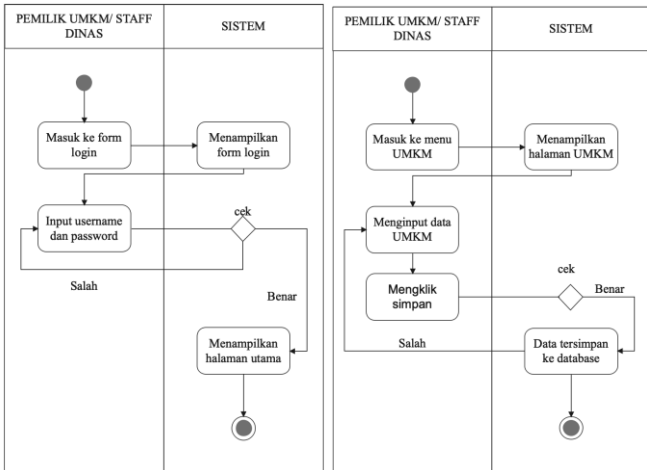 PEMILIK UMKM/ STAFF
DINAS
SISTEM
Masuk ke form
login
Menampilkan
form login
Input username
dan password
cek
Salah
Benar
Menampilkan
halaman utama
PEMILIK UMKM/ STAFF
DINAS
SISTEM
Masuk ke menu
UMKM
Menampilkan
halaman UMKM
Menginput data
UMKM
Mengklik
simpan
cek
Benar
Salah
Data tersimpan
ke database